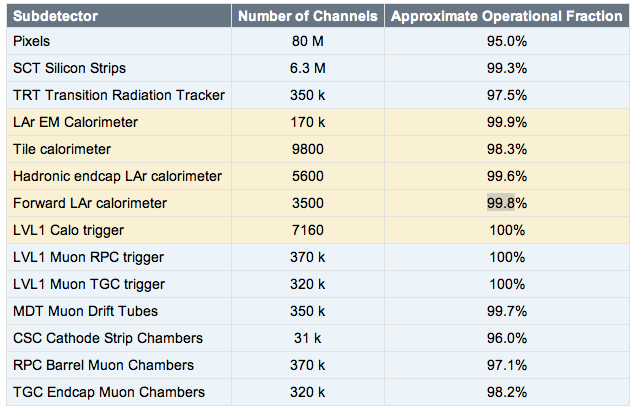 Subdetector Number of Channels Approximate Operational Fraction
Pixels 80 M 95.0%
SCT Silicon Strips 6.3 M 99.3%
TRT Transition Radiation Tracker 350 k 97.5%
LAr EM Calorimeter 170 k 99.9%
Tile calorimeter 9800 98.3%
Hadronic endcap LAr calorimeter 5600 99.6%
Forward LAr calorimeter 3500 99.8%
LVL1 Calo trigger 7160 100%
LVL1 Muon RPC trigger 370 k 100%
LVL1 Muon TGC trigger 320 k 100%
MDT Muon Drift Tubes 350 k 99.7%
CSC Cathode Strip Chambers 31 k 96.0%
RPC Barrel Muon Chambers 370 k 97.1%
TGC Endcap Muon Chambers 320 k 98.2%